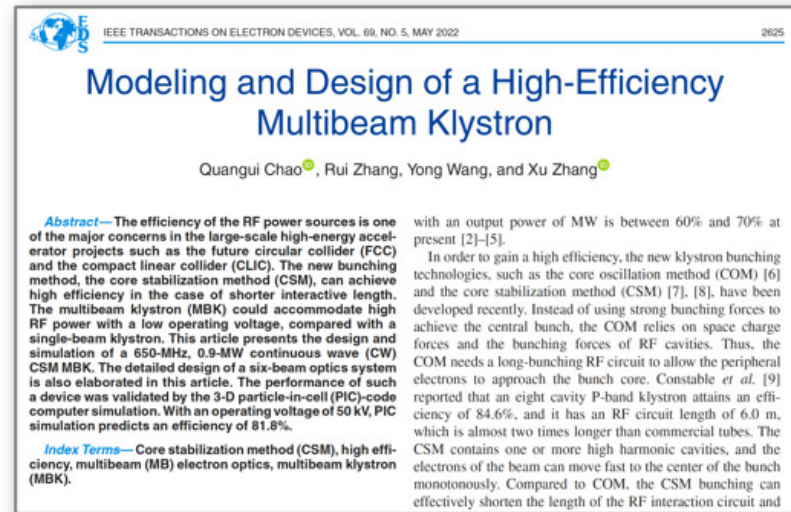 EDS
IEEE TRANSACTIONS ON ELECTRON DEVICES, VOL. 69, NO. 5, MAY 2022 2625
Modeling and Design of a High-Efficiency
Multibeam Klystron
Quangui Chao, Rui Zhang, Yong Wang, and Xu Zhang
Abstract—The efficiency of the RF power sources is one
of the major concerns in the large-scale high-energy accel-
erator projects such as the future circular collider (FCC)
and the compact linear collider (CLIC). The new bunching
method, the core stabilization method (CSM), can achieve
high efficiency in the case of shorter interactive length.
The multibeam klystron (MBK) could accommodate high
RF power with a low operating voltage, compared with a
single-beam klystron. This article presents the design and
simulation of a 650-MHz, 0.9-MW continuous wave (CW)
CSM MBK. The detailed design of a six-beam optics system
is also elaborated in this article. The performance of such
a device was validated by the 3-D particle-in-cell (PIC)-code
computer simulation. With an operating voltage of 50 kV, PIC
simulation predicts an efficiency of 81.8%.
Index Terms—Core stabilization method (CSM), high effi-
ciency, multibeam (MB) electron optics, multibeam klystron
(MBK).
with an output power of MW is between 60% and 70% at
present [2]–[5].
In order to gain a high efficiency, the new klystron bunching
technologies, such as the core oscillation method (COM) [6]
and the core stabilization method (CSM) [7], [8], have been
developed recently. Instead of using strong bunching forces to
achieve the central bunch, the COM relies on space charge
forces and the bunching forces of RF cavities. Thus, the
COM needs a long-bunching RF circuit to allow the peripheral
electrons to approach the bunch core. Constable et al. [9]
reported that an eight cavity P-band klystron attains an effi-
ciency of 84.6%, and it has an RF circuit length of 6.0 m,
which is almost two times longer than commercial tubes. The
CSM contains one or more high harmonic cavities, and the
electrons of the beam can move fast to the center of the bunch
monotonously. Compared to COM, the CSM bunching can
effectively shorten the length of the RF interaction circuit and